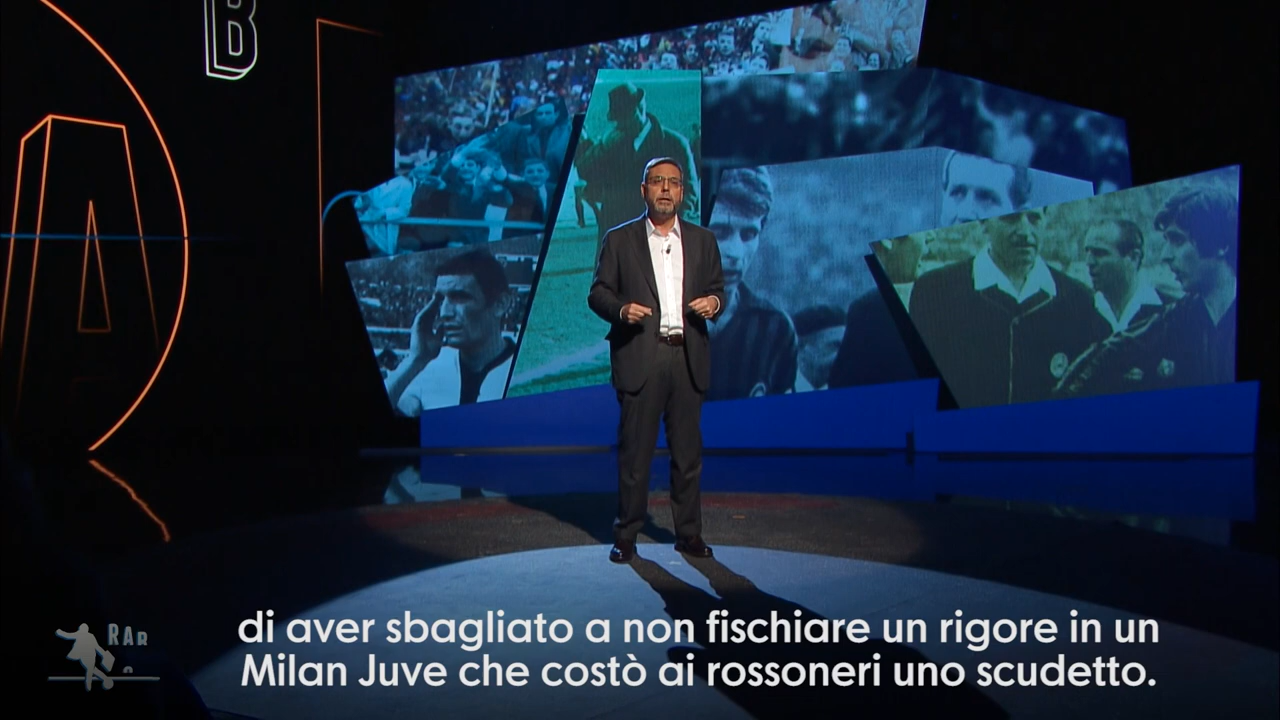 B
A
RAR
di aver sbagliato a non fischiare un rigore in un
Milan Juve che costò ai rossoneri uno scudetto.